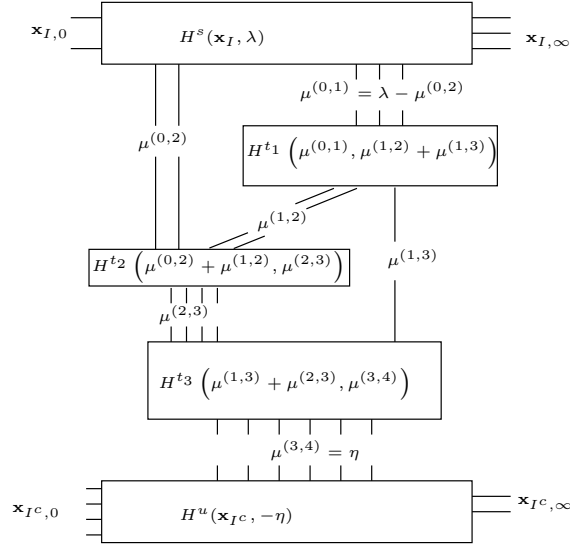 x_{I,0} H^s(x_I, λ) x_{I,∞}
μ^{(0,1)} = λ − μ^{(0,2)}
μ^{(0,2)}
H^{t_1} (μ^{(0,1)}, μ^{(1,2)} + μ^{(1,3)})
μ^{(1,2)}
μ^{(1,3)}
H^{t_2} (μ^{(0,2)} + μ^{(1,2)}, μ^{(2,3)})
μ^{(2,3)}
H^{t_3} (μ^{(1,3)} + μ^{(2,3)}, μ^{(3,4)})
μ^{(3,4)} = η
x_{I^c,0} H^u(x_{I^c}, −η) x_{I^c,∞}